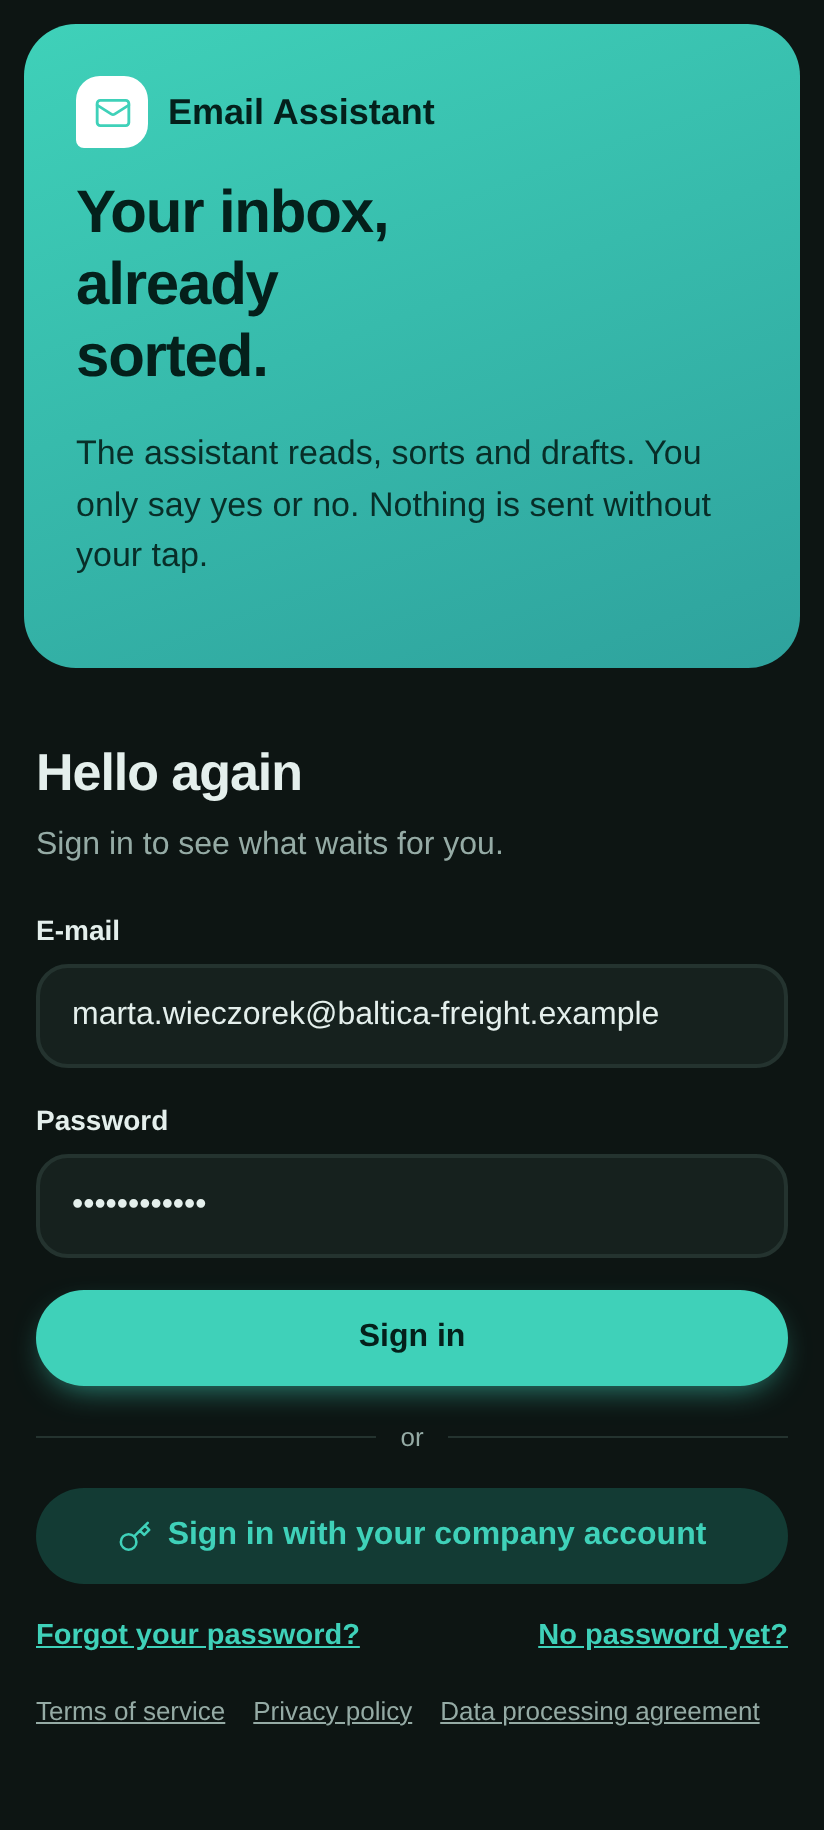 Email Assistant
Your inbox,
already
sorted.
The assistant reads, sorts and drafts. You
only say yes or no. Nothing is sent without
your tap.
Hello again
Sign in to see what waits for you.
E-mail
marta.wieczorek@baltica-freight.example
Password
••••••••••••
Sign in
or
Sign in with your company account
Forgot your password? No password yet?
Terms of service Privacy policy Data processing agreement